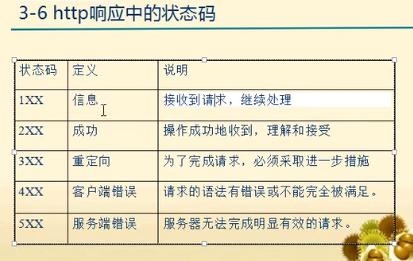 3-6 http响应中的状态码
状态码 定义 说明
1XX 信息 接收到请求，继续处理
2XX 成功 操作成功地收到，理解和接受
3XX 重定向 为了完成请求，必须采取进一步措施
4XX 客户端错误 请求的语法有错误或不能完全被满足。
5XX 服务端错误 服务器无法完成明显有效的请求。